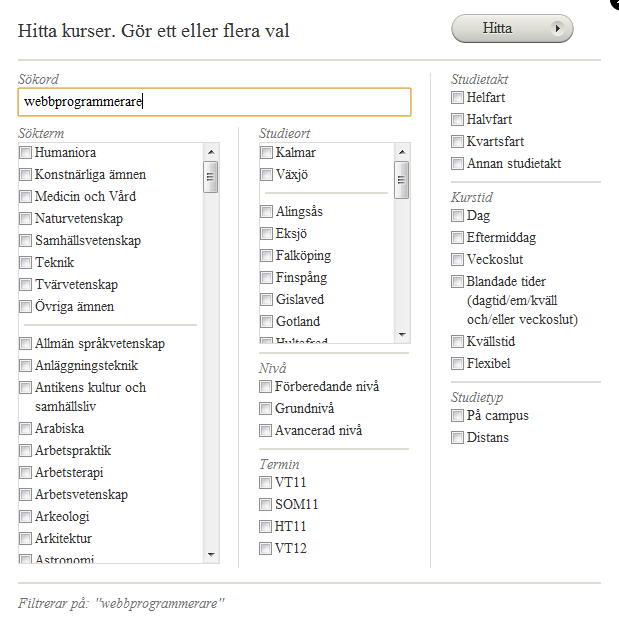 Hitta kurser. Gör ett eller flera val
Hitta
Sökord
webbprogrammerare
Sökterm
Humaniora
Konstnärliga ämnen
Medicin och Vård
Naturvetenskap
Samhällsvetenskap
Teknik
Tvärvetenskap
Övriga ämnen
Allmän språkvetenskap
Anläggningsteknik
Antikens kultur och
samhällsliv
Arabiska
Arbetspraktik
Arbetsterapi
Arbetsvetenskap
Arkeologi
Arkitektur
Astronomi
Studieort
Kalmar
Växjö
Alingsås
Eksjö
Falköping
Finspång
Gislaved
Gotland
Hultsfred
Nivå
Förberedande nivå
Grundnivå
Avancerad nivå
Termin
VT11
SOM11
HT11
VT12
Studietakt
Helfart
Halvfart
Kvartsfart
Annan studietakt
Kurstid
Dag
Eftermiddag
Veckoslut
Blandade tider
(dagtid/em/kväll
och/eller veckoslut)
Kvällstid
Flexibel
Studietyp
På campus
Distans
Filtrerar på: "webbprogrammerare"